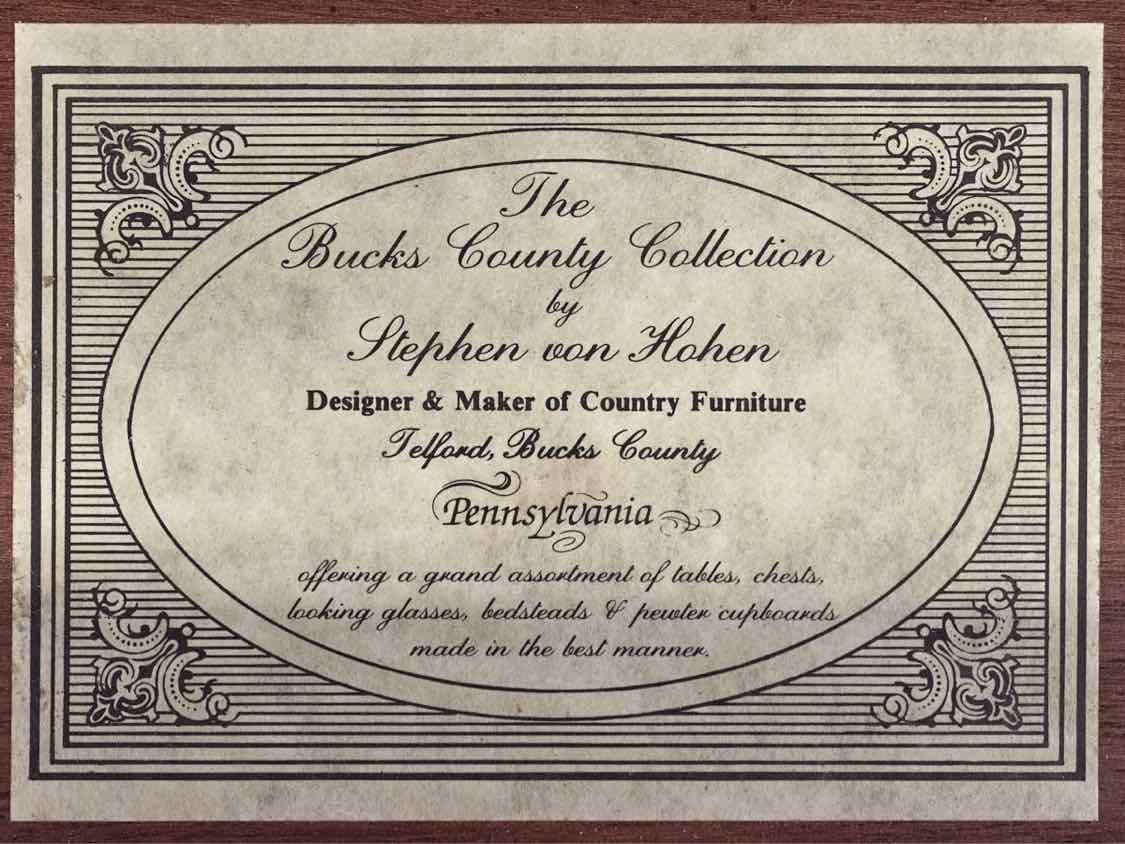 The
Bucks County Collection
by
Stephen von Hohen
Designer & Maker of Country Furniture
Telford, Bucks County
Pennsylvania
offering a grand assortment of tables, chests,
looking glasses, bedsteads & pewter cupboards
made in the best manner.